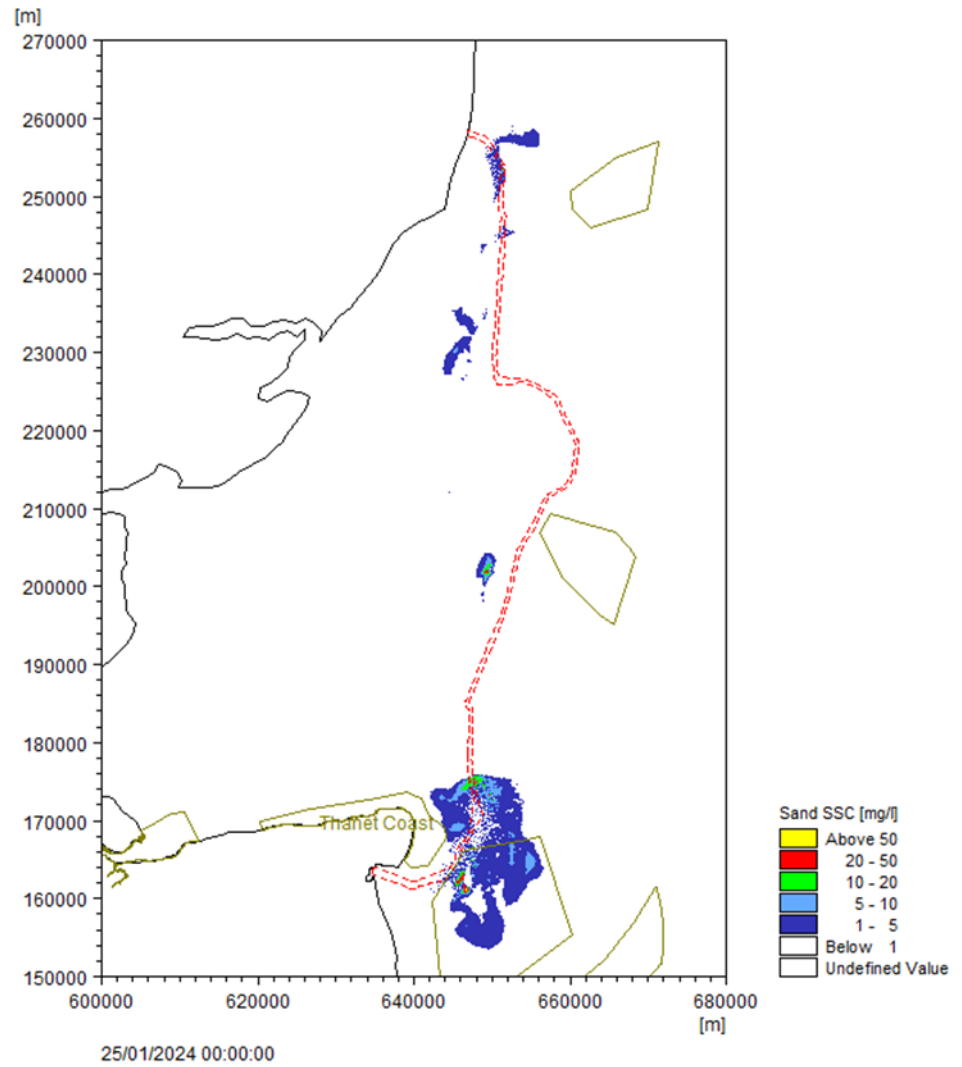 [m]
270000
260000
250000
240000
230000
220000
210000
200000
190000
180000
170000
160000
150000
Thanet Coast
600000 620000 640000 660000 680000
[m]
25/01/2024 00:00:00
Sand SSC [mg/l]
Above 50
20 - 50
10 - 20
5 - 10
1 - 5
Below 1
Undefined Value